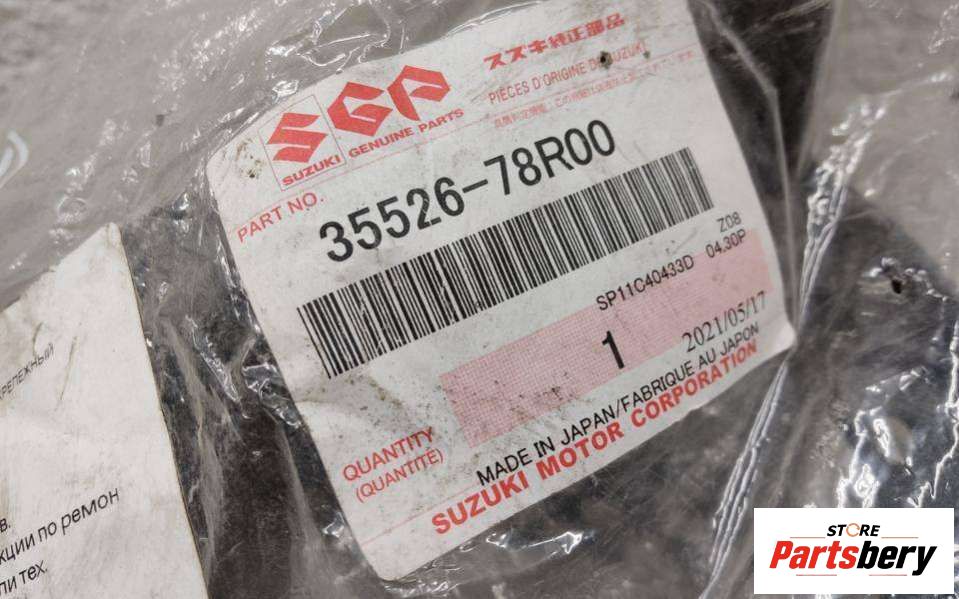 スズキ純正部品
SGP
PIÈCES D'ORIGINE DE SUZUKI
SUZUKI GENUINE PARTS
PART NO.
35526-78R00
Z08
SP11C40433D 04.30P
1
2021/05/17
QUANTITY
(QUANTITÉ)
MADE IN JAPAN/FABRIQUE AU JAPON
SUZUKI MOTOR CORPORATION
в.
кции по ремон
ли тех.
STORE
Partsbery